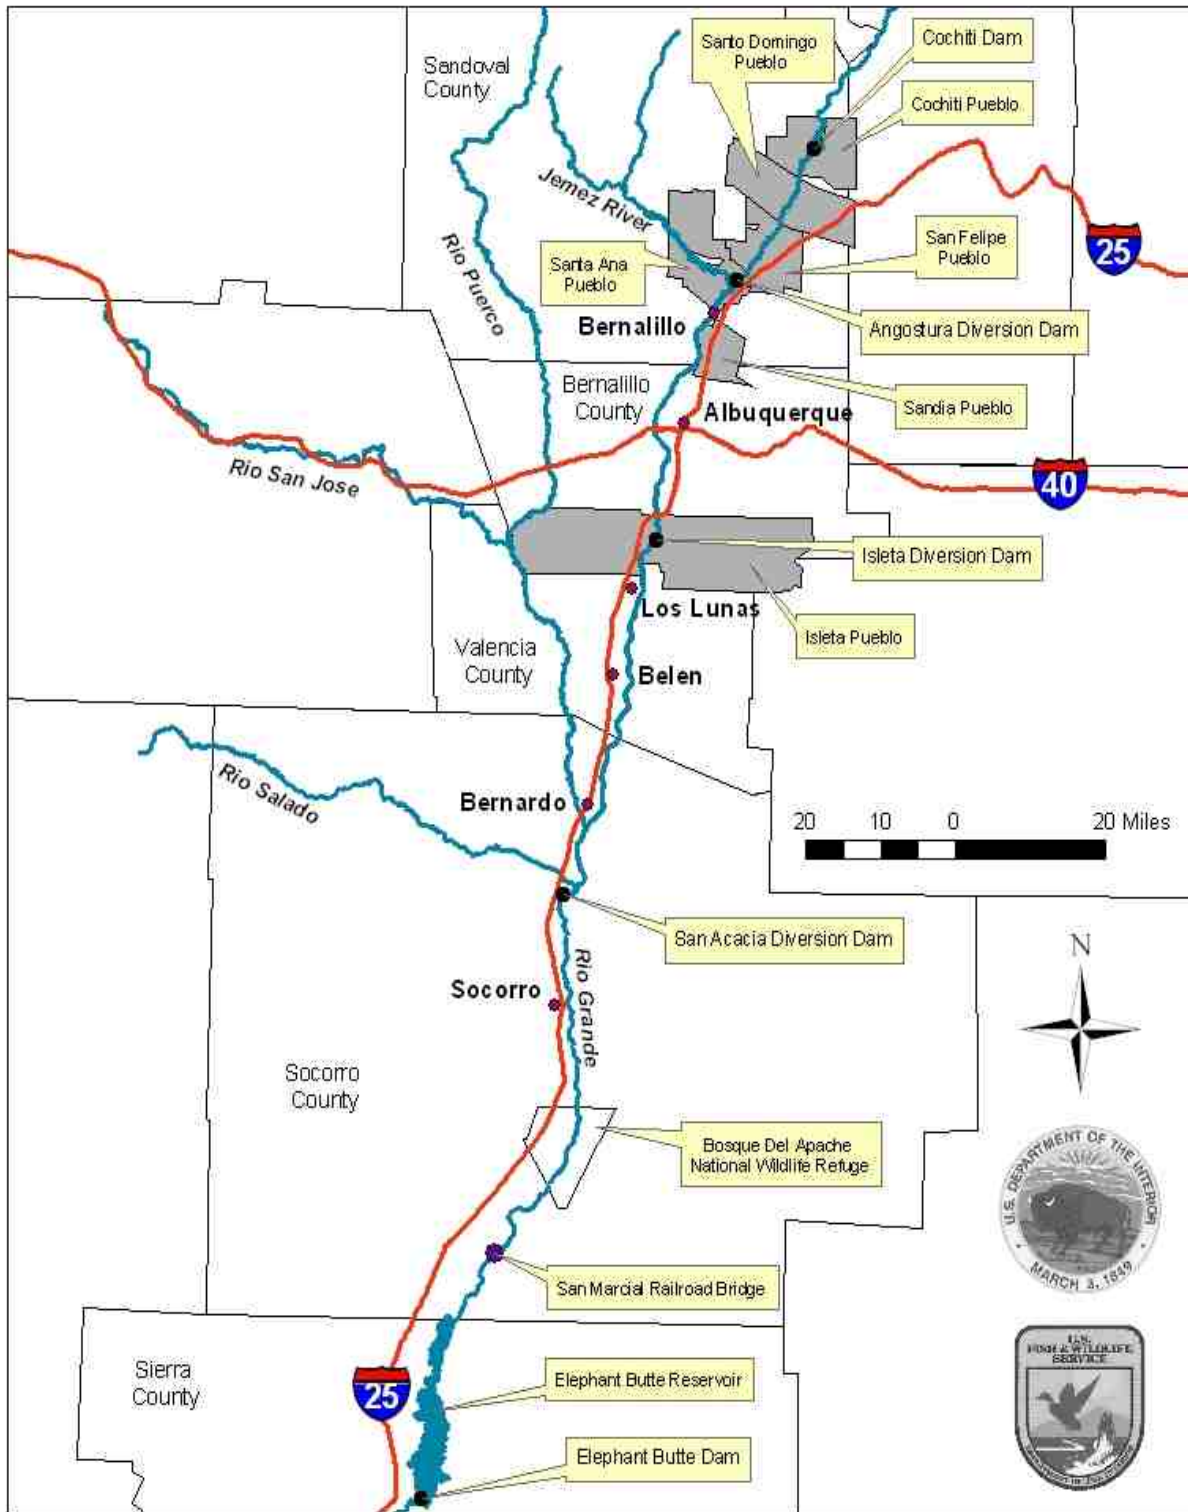 Sandoval
County
Santo Domingo
Pueblo
Cochiti Dam
Cochiti Pueblo
Jemez River
Rio Puerco
Santa Ana
Pueblo
San Felipe
Pueblo
25
Bernalillo
Angostura Diversion Dam
Bernalillo
County
Sandia Pueblo
Albuquerque
Rio San Jose
40
Isleta Diversion Dam
Los Lunas
Isleta Pueblo
Valencia
County
Belen
Rio Salado
Bernardo
20 10 0 20 Miles
San Acacia Diversion Dam
N
Socorro
Rio Grande
Socorro
County
Bosque Del Apache
National Wildlife Refuge
U.S. DEPARTMENT OF THE INTERIOR
MARCH 3, 1849
San Marcial Railroad Bridge
U.S.
FISH & WILDLIFE
SERVICE
Sierra
County
25
Elephant Butte Reservoir
Elephant Butte Dam